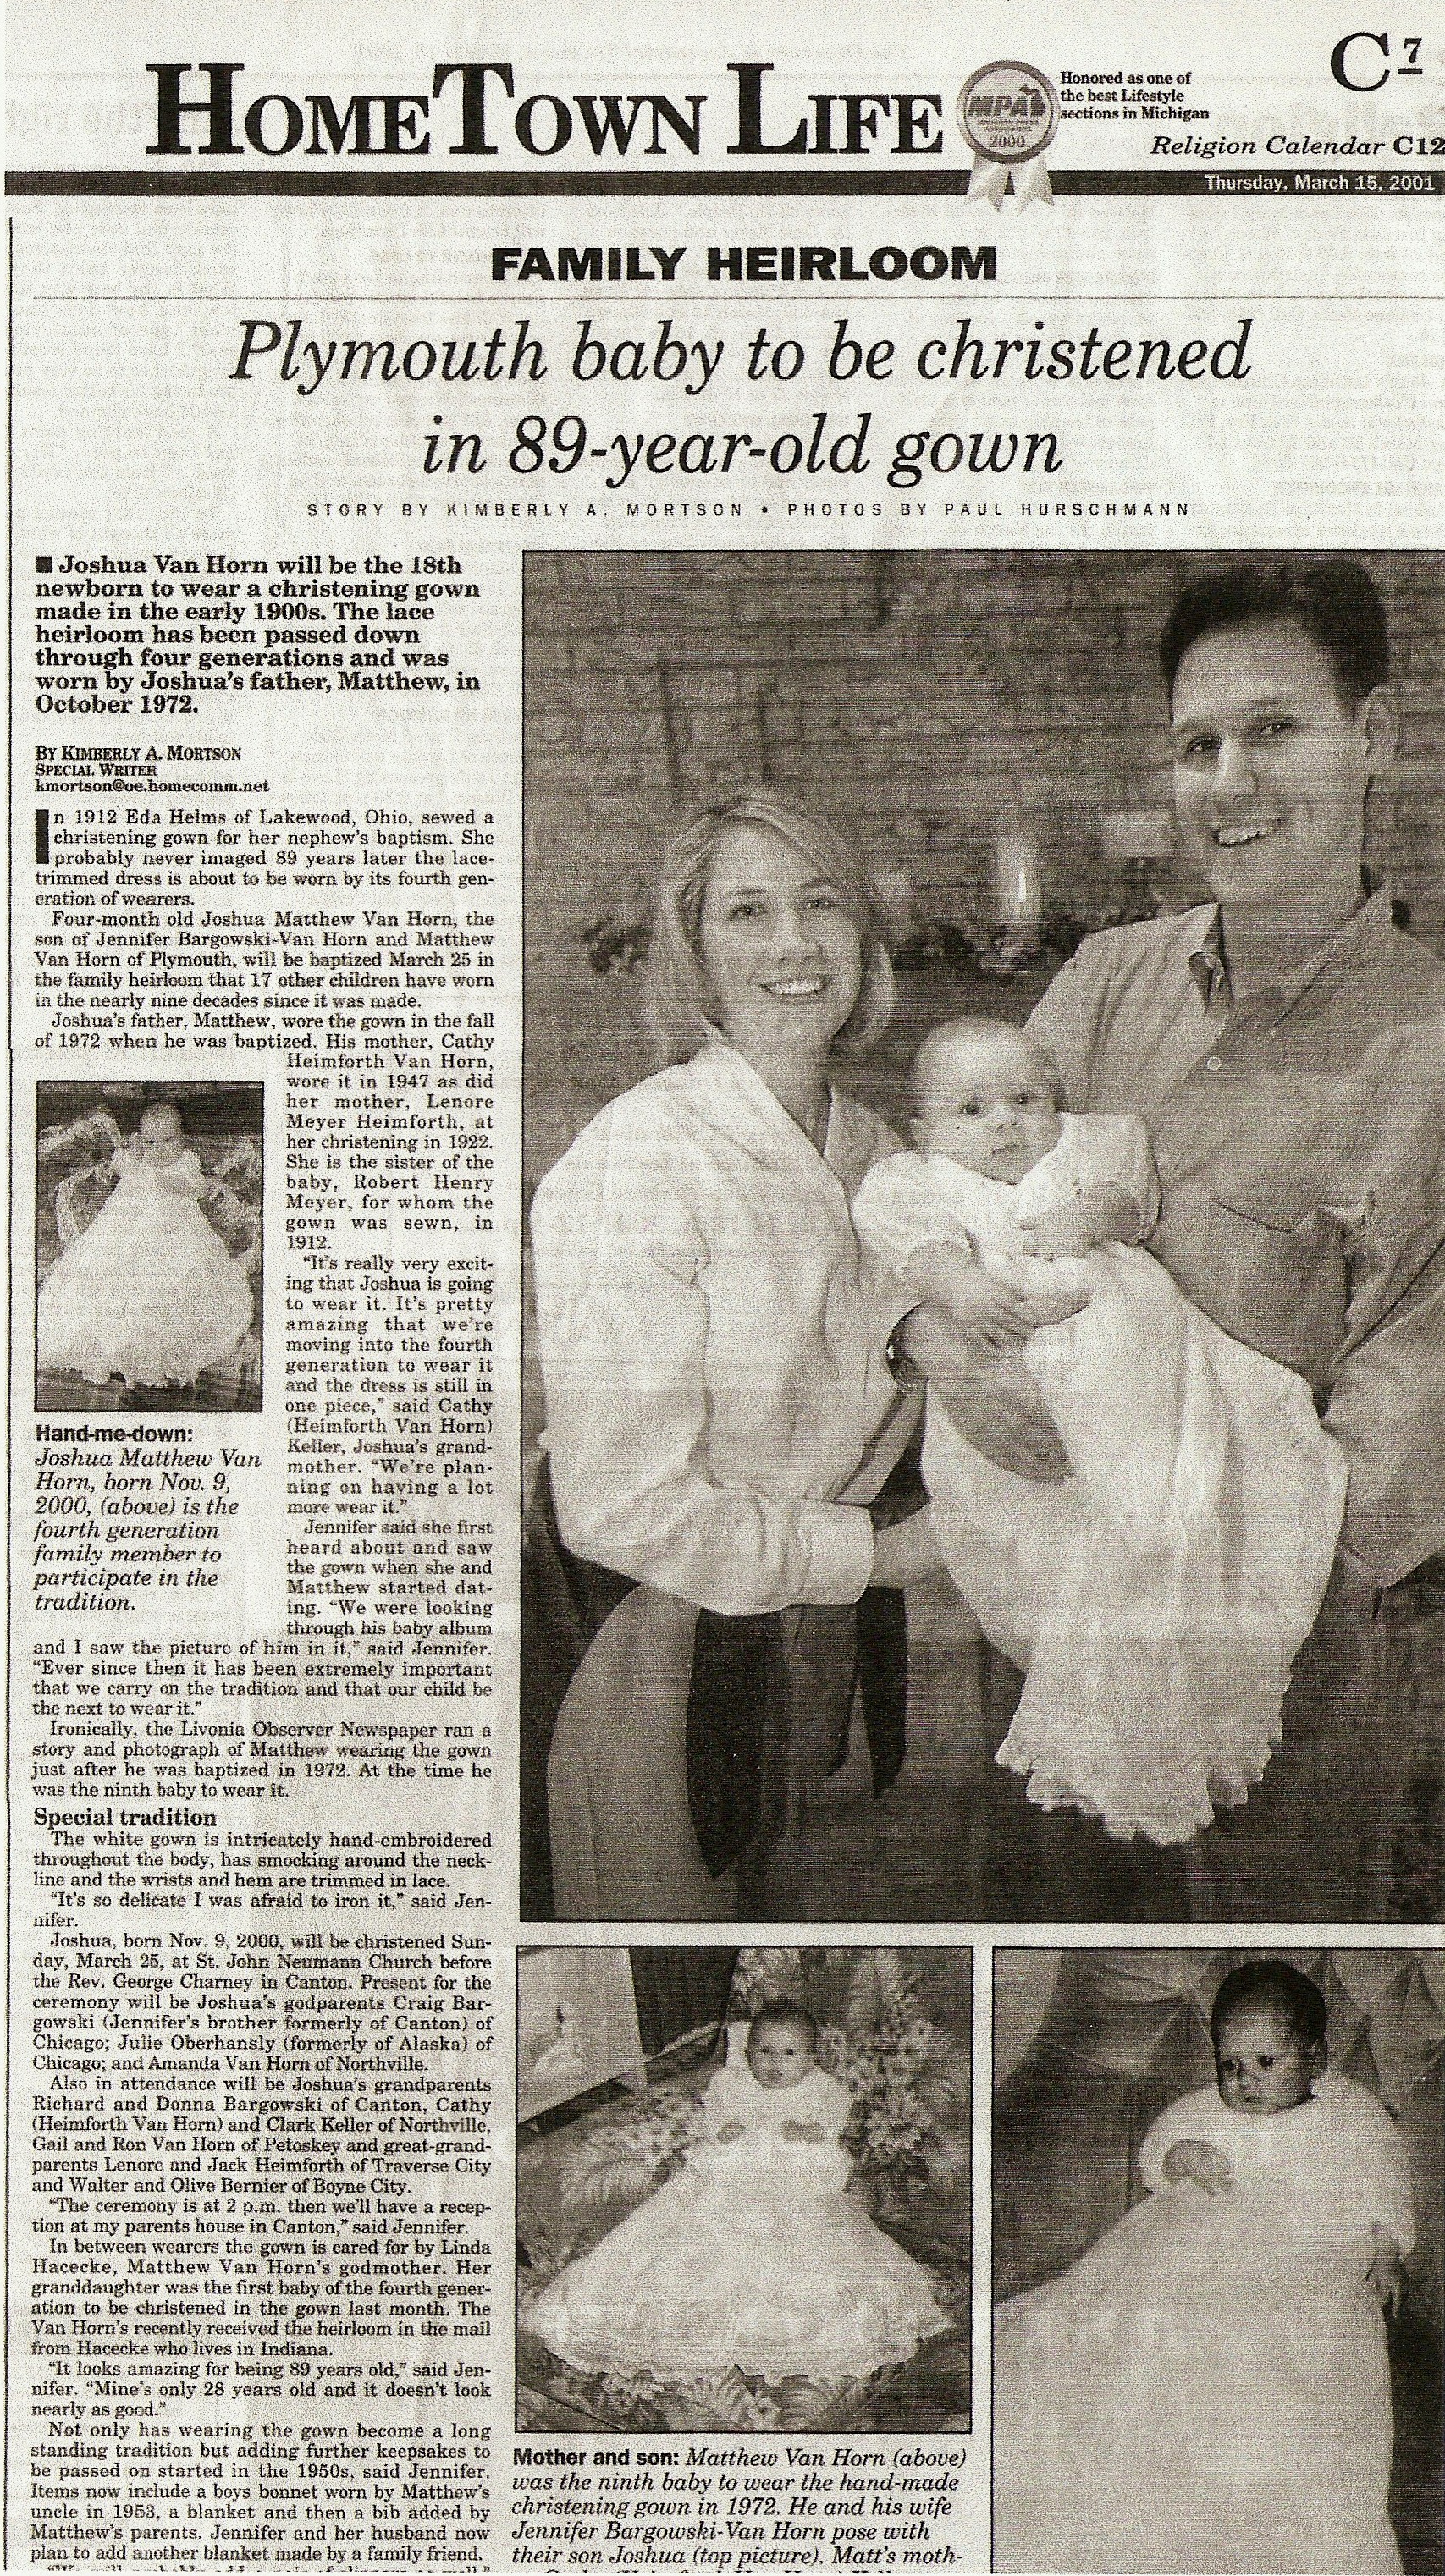 HOMETOWN LIFE
MPA
2000
Honored as one of
the best Lifestyle
sections in Michigan
C7
Religion Calendar C12
Thursday, March 15, 2001
FAMILY HEIRLOOM
Plymouth baby to be christened
in 89-year-old gown
STORY BY KIMBERLY A. MORTSON • PHOTOS BY PAUL HURSCHMANN
■ Joshua Van Horn will be the 18th
newborn to wear a christening gown
made in the early 1900s. The lace
heirloom has been passed down
through four generations and was
worn by Joshua's father, Matthew, in
October 1972.
BY KIMBERLY A. MORTSON
SPECIAL WRITER
kmortson@oe.homecomm.net
In 1912 Eda Helms of Lakewood, Ohio, sewed a
christening gown for her nephew's baptism. She
probably never imaged 89 years later the lace-
trimmed dress is about to be worn by its fourth gen-
eration of wearers.
Four-month old Joshua Matthew Van Horn, the
son of Jennifer Bargowski-Van Horn and Matthew
Van Horn of Plymouth, will be baptized March 25 in
the family heirloom that 17 other children have worn
in the nearly nine decades since it was made.
Joshua's father, Matthew, wore the gown in the fall
of 1972 when he was baptized. His mother, Cathy
Heimforth Van Horn,
wore it in 1947 as did
her mother, Lenore
Meyer Heimforth, at
her christening in 1922.
She is the sister of the
baby, Robert Henry
Meyer, for whom the
gown was sewn, in
1912.
"It's really very excit-
ing that Joshua is going
to wear it. It's pretty
amazing that we're
moving into the fourth
generation to wear it
and the dress is still in
one piece," said Cathy
(Heimforth Van Horn)
Keller, Joshua's grand-
mother. "We're plan-
ning on having a lot
more wear it."
Jennifer said she first
heard about and saw
the gown when she and
Matthew started dat-
ing. "We were looking
through his baby album
and I saw the picture of him in it," said Jennifer.
"Ever since then it has been extremely important
that we carry on the tradition and that our child be
the next to wear it."
Ironically, the Livonia Observer Newspaper ran a
story and photograph of Matthew wearing the gown
just after he was baptized in 1972. At the time he
was the ninth baby to wear it.
Special tradition
The white gown is intricately hand-embroidered
throughout the body, has smocking around the neck-
line and the wrists and hem are trimmed in lace.
"It's so delicate I was afraid to iron it," said Jen-
nifer.
Joshua, born Nov. 9, 2000, will be christened Sun-
day, March 25, at St. John Neumann Church before
the Rev. George Charney in Canton. Present for the
ceremony will be Joshua's godparents Craig Bar-
gowski (Jennifer's brother formerly of Canton) of
Chicago; Julie Oberhansly (formerly of Alaska) of
Chicago; and Amanda Van Horn of Northville.
Also in attendance will be Joshua's grandparents
Richard and Donna Bargowski of Canton, Cathy
(Heimforth Van Horn) and Clark Keller of Northville,
Gail and Ron Van Horn of Petoskey and great-grand-
parents Lenore and Jack Heimforth of Traverse City
and Walter and Olive Bernier of Boyne City.
"The ceremony is at 2 p.m. then we'll have a recep-
tion at my parents house in Canton," said Jennifer.
In between wearers the gown is cared for by Linda
Hacecke, Matthew Van Horn's godmother. Her
granddaughter was the first baby of the fourth gener-
ation to be christened in the gown last month. The
Van Horn's recently received the heirloom in the mail
from Hacecke who lives in Indiana.
"It looks amazing for being 89 years old," said Jen-
nifer. "Mine's only 28 years old and it doesn't look
nearly as good."
Not only has wearing the gown become a long
standing tradition but adding further keepsakes to
be passed on started in the 1950s, said Jennifer.
Items now include a boys bonnet worn by Matthew's
uncle in 1953, a blanket and then a bib added by
Matthew's parents. Jennifer and her husband now
plan to add another blanket made by a family friend.
Hand-me-down:
Joshua Matthew Van
Horn, born Nov. 9,
2000, (above) is the
fourth generation
family member to
participate in the
tradition.
Mother and son: Matthew Van Horn (above)
was the ninth baby to wear the hand-made
christening gown in 1972. He and his wife
Jennifer Bargowski-Van Horn pose with
their son Joshua (top picture). Matt's moth-